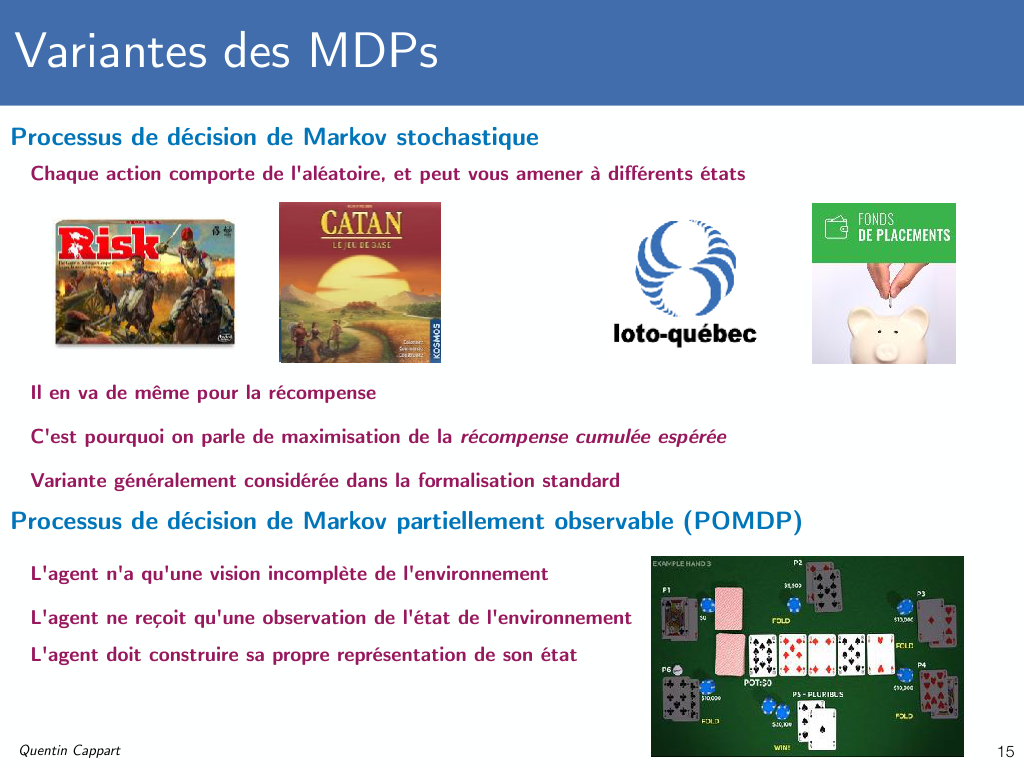 Variantes des MDPs
Processus de décision de Markov stochastique
Chaque action comporte de l'aléatoire, et peut vous amener à différents états
Risk
CATAN
LE JEU DE BASE
KOSMOS
loto-québec
FONDS
DE PLACEMENTS
Il en va de même pour la récompense
C'est pourquoi on parle de maximisation de la récompense cumulée espérée
Variante généralement considérée dans la formalisation standard
Processus de décision de Markov partiellement observable (POMDP)
L'agent n'a qu'une vision incomplète de l'environnement
L'agent ne reçoit qu'une observation de l'état de l'environnement
L'agent doit construire sa propre représentation de son état
EXAMPLE HAND 3
P1
P2
P3
$0
FOLD
$10,000
FOLD
P6
P4
POT:$0
$10,000
FOLD
P5 - PLURIBUS
FOLD
WIN!
Quentin Cappart
15